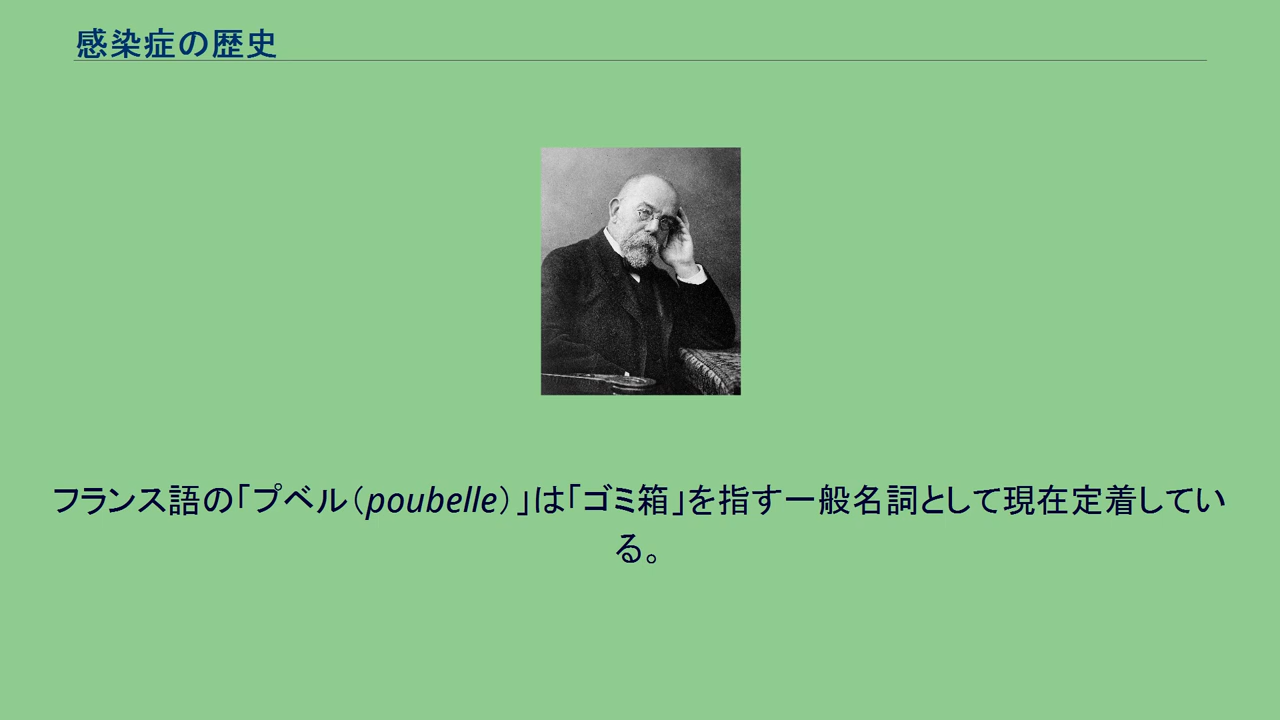 感染症の歴史
フランス語の「プベル（poubelle）」は「ゴミ箱」を指す一般名詞として現在定着してい
る。